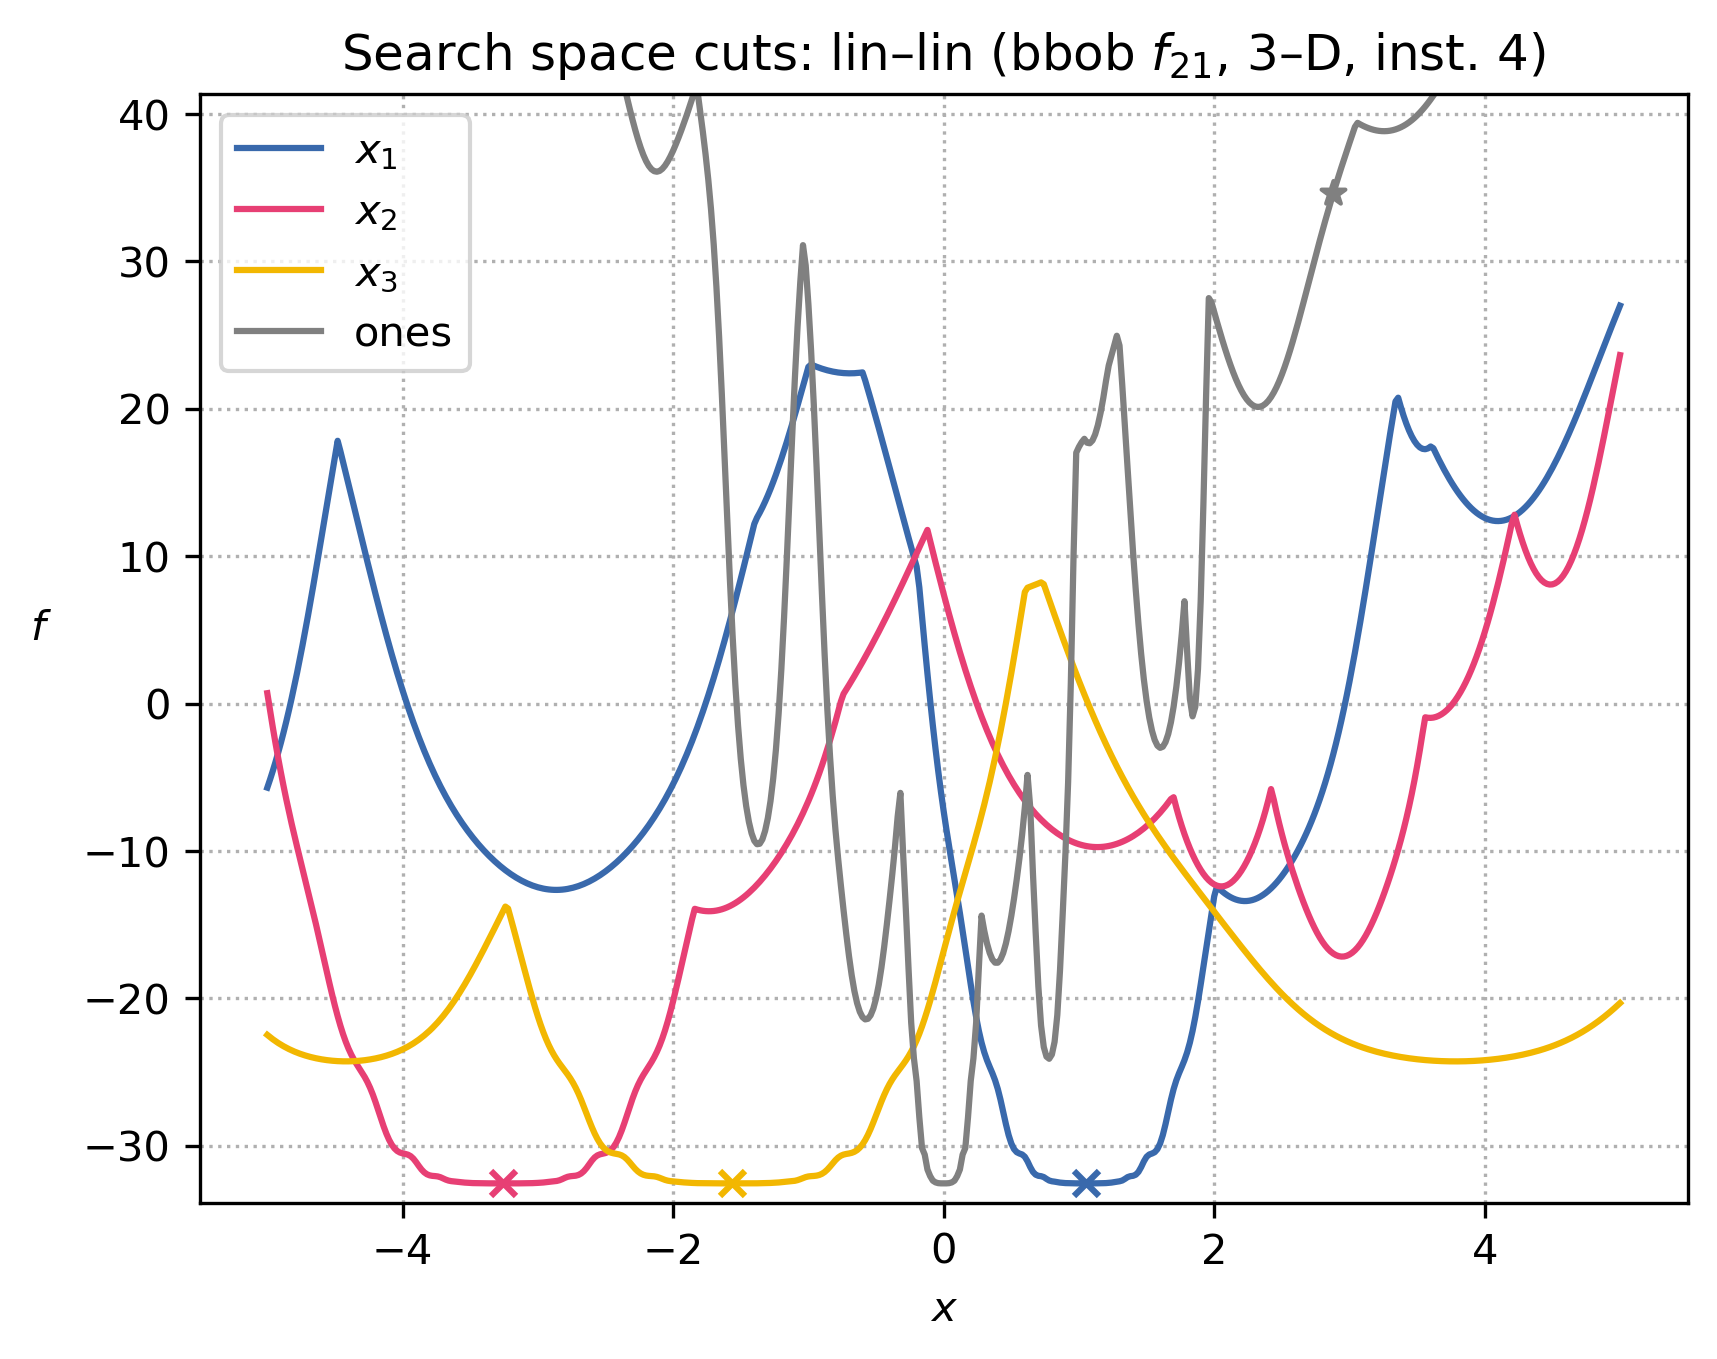 Search space cuts: lin–lin (bbob f₂₁, 3–D, inst. 4)
x₁
x₂
x₃
ones
40
30
20
10
0
−10
−20
−30
f
−4 −2 0 2 4
x